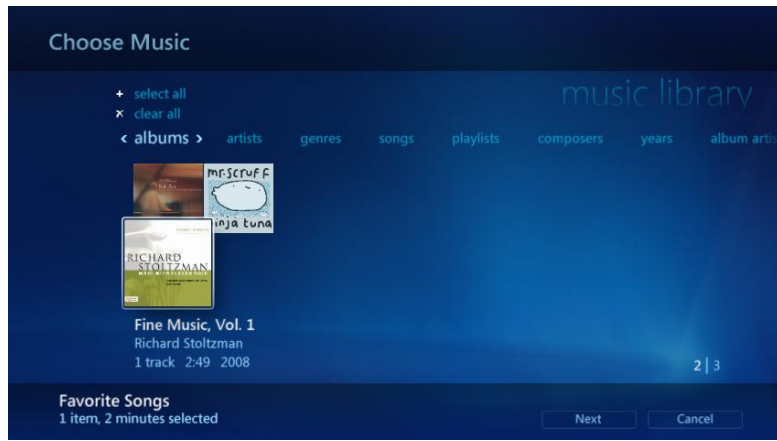 Choose Music
+ select all
× clear all
music library
< albums > artists genres songs playlists composers years album artis
mr.scruff
ninja tuna
RICHARD
STOLTZMAN
Fine Music, Vol. 1
Richard Stoltzman
1 track 2:49 2008
2 | 3
Favorite Songs
1 item, 2 minutes selected
Next Cancel